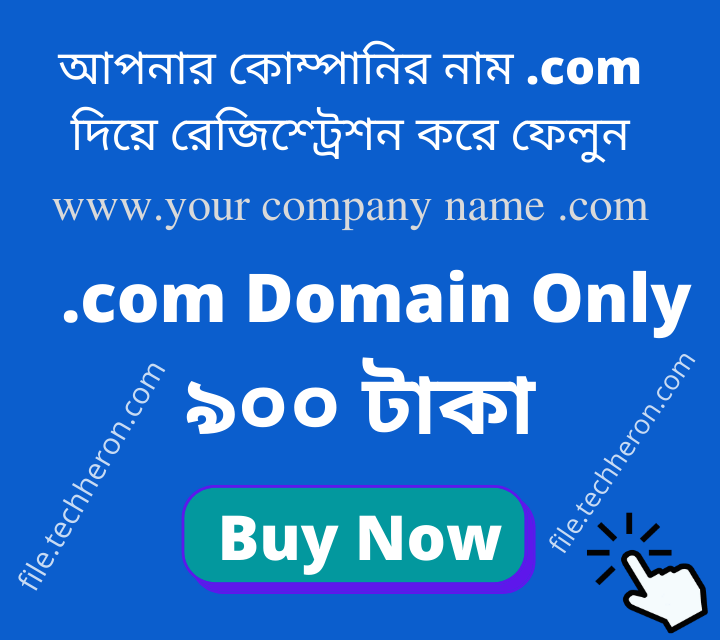 আপনার কোম্পানির নাম .com
দিয়ে রেজিশ্ট্রেশন করে ফেলুন
www.your company name .com
.com Domain Only
৯০০ টাকা
file.techheron.com
file.techheron.com
Buy Now